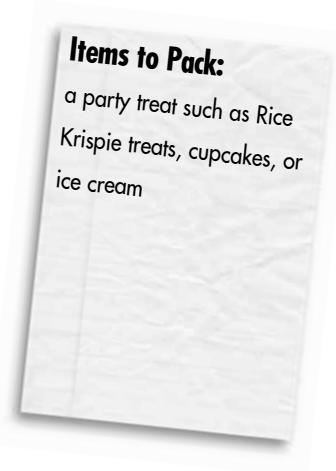 Items to Pack:
a party treat such as Rice
Krispie treats, cupcakes, or
ice cream